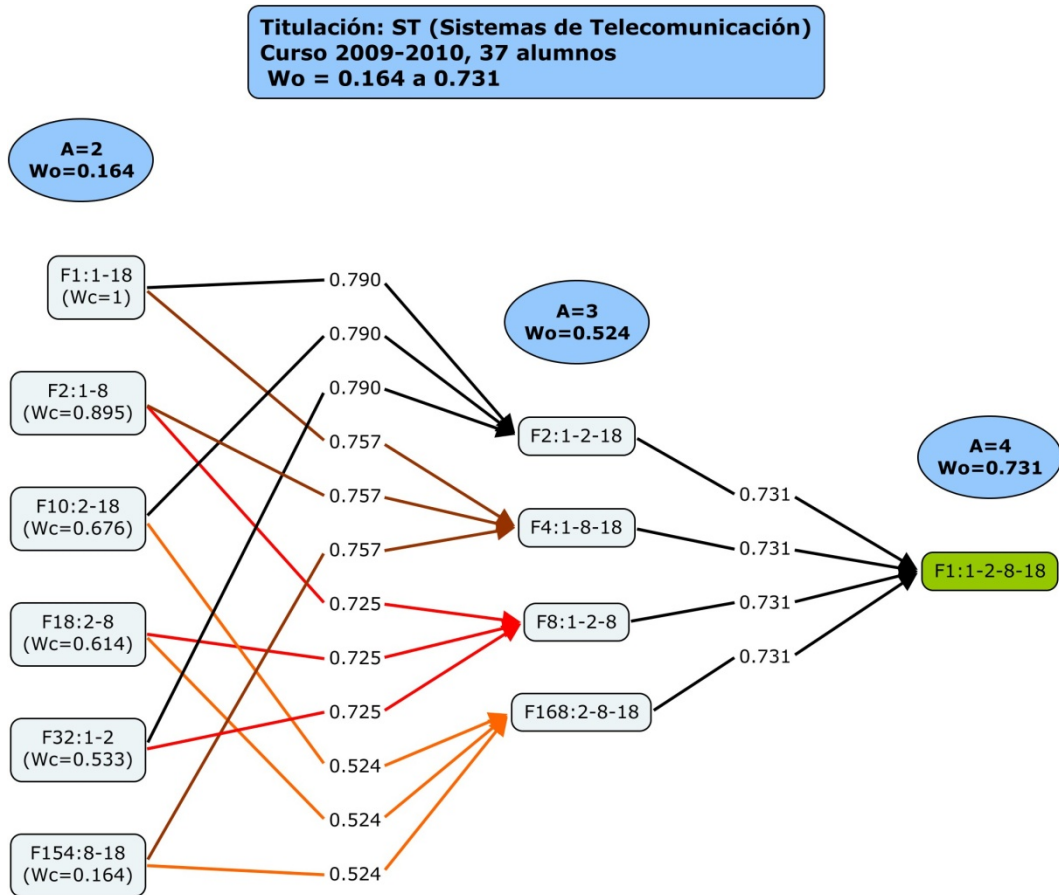 Titulación: ST (Sistemas de Telecomunicación)
Curso 2009-2010, 37 alumnos
Wo = 0.164 a 0.731
A=2
Wo=0.164
F1:1-18
(Wc=1)
F2:1-8
(Wc=0.895)
F10:2-18
(Wc=0.676)
F18:2-8
(Wc=0.614)
F32:1-2
(Wc=0.533)
F154:8-18
(Wc=0.164)
0.790
0.790
0.790
0.757
0.757
0.757
0.725
0.725
0.725
0.524
0.524
0.524
A=3
Wo=0.524
F2:1-2-18
F4:1-8-18
F8:1-2-8
F168:2-8-18
0.731
0.731
0.731
0.731
A=4
Wo=0.731
F1:1-2-8-18